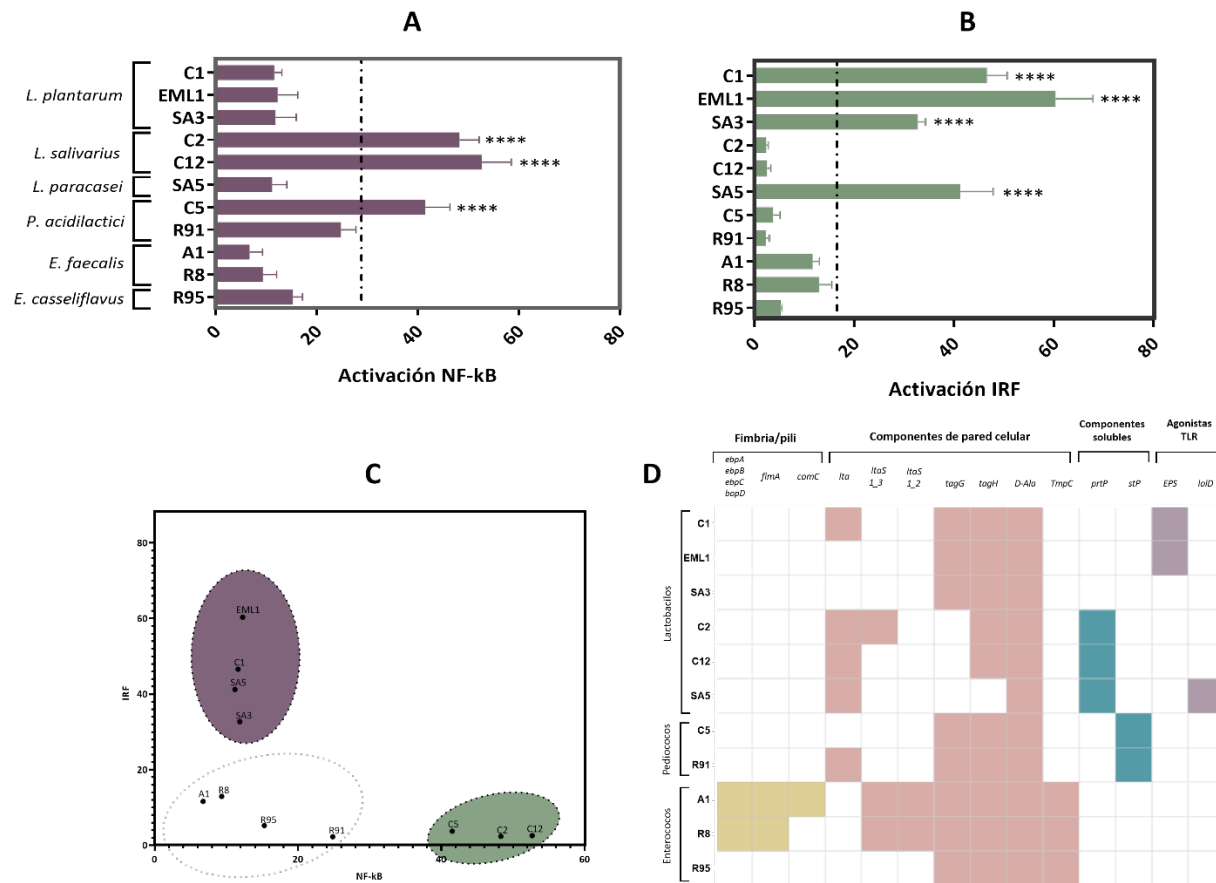 A
L. plantarum
L. salivarius
L. paracasei
P. acidilactici
E. faecalis
E. casseliflavus
C1
EML1
SA3
C2 ****
C12 ****
SA5
C5 ****
R91
A1
R8
R95
0 20 40 60 80
Activación NF-kB
B
C1 ****
EML1 ****
SA3 ****
C2
C12
SA5 ****
C5
R91
A1
R8
R95
0 20 40 60 80
Activación IRF
C
IRF
80
60
40
20
0
EML1
C1
SA5
SA3
A1 R8
R95
R91
C5 C2 C12
0 20 40 60
NF-kB
D
Fimbria/pili
Componentes de pared celular
Componentes
solubles
Agonistas
TLR
ebpA
ebpB
ebpC
bapD
flmA
comC
lta
ltaS
1_3
ltaS
1_2
tagG
tagH
D-Ala
TmpC
prtP
stP
EPS
lolD
Lactobacilos
C1
EML1
SA3
C2
C12
SA5
Pediococos
C5
R91
Enterococos
A1
R8
R95